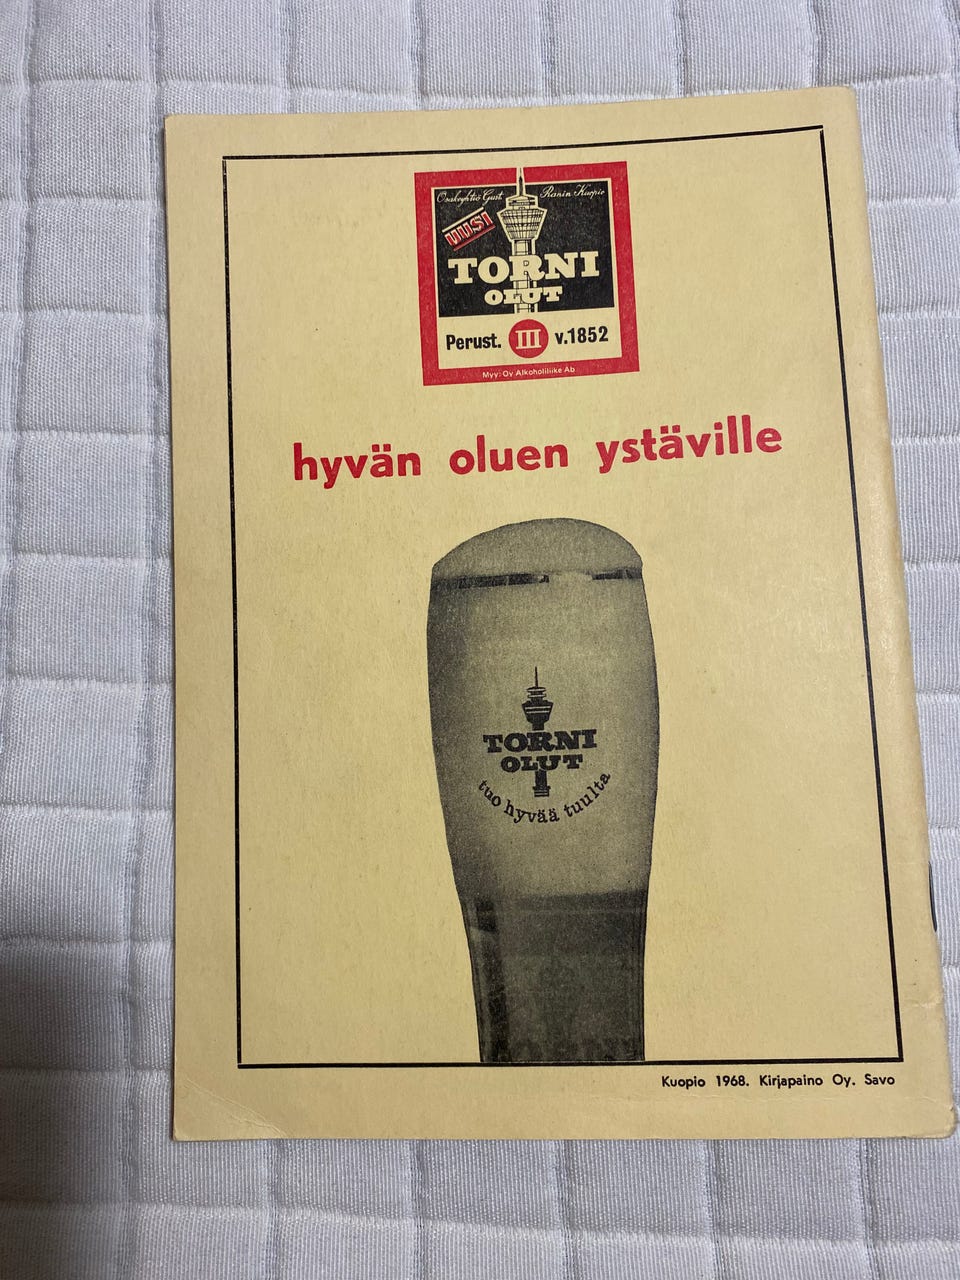 Osakeyhtiö Gust. Ranin Kuopio
UUSI
TORNI
OLUT
Perust. III v.1852
Myy: Oy Alkoholiliike Ab
hyvän oluen ystäville
TORNI
OLUT
tuo hyvää tuulta
Kuopio 1968. Kirjapaino Oy. Savo